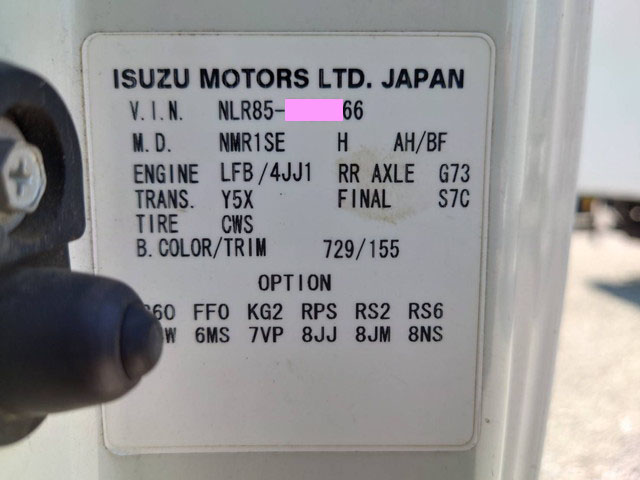 ISUZU MOTORS LTD. JAPAN
V.I.N. NLR85- 66
M.D. NMR1SE H AH/BF
ENGINE LFB/4JJ1 RR AXLE G73
TRANS. Y5X FINAL S7C
TIRE CWS
B.COLOR/TRIM 729/155
OPTION
FFO KG2 RPS RS2 RS6
6MS 7VP 8JJ 8JM 8NS